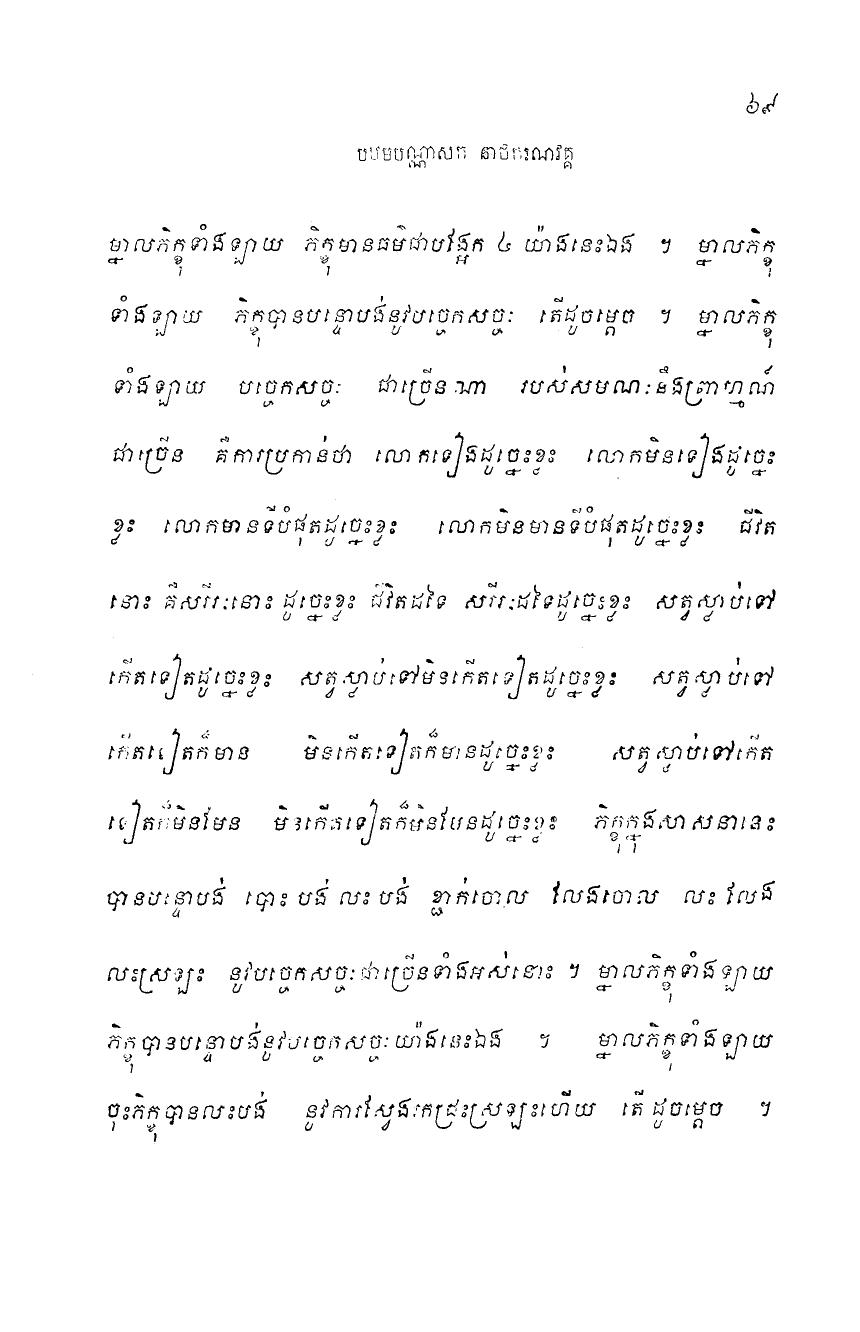 ៦៩
បឋមបណ្ណាសក នាថករណវគ្គ
ម្នាលភិក្ខុទាំងឡាយ ភិក្ខុមានធម៌ជាបង្អែក ៤ យ៉ាងនេះឯង ។ ម្នាលភិក្ខុ
ទាំងឡាយ ភិក្ខុបានបន្ទោបង់នូវបច្ចេកសច្ចៈ តើដូចម្តេច ។ ម្នាលភិក្ខុ
ទាំងឡាយ បច្ចេកសច្ចៈ ជាច្រើនណា របស់សមណៈនឹងព្រាហ្មណ៍
ជាច្រើន គឺការប្រកាន់ថា លោកទៀងដូច្នេះខ្លះ លោកមិនទៀងដូច្នេះ
ខ្លះ លោកមានទីបំផុតដូច្នេះខ្លះ លោកមិនមានទីបំផុតដូច្នេះខ្លះ ជីវិត
នោះ គឺសរីរៈនោះ ដូច្នេះខ្លះ ជីវិតដទៃ សរីរៈដទៃដូច្នេះខ្លះ សត្វស្លាប់ទៅ
កើតទៀតដូច្នេះខ្លះ សត្វស្លាប់ទៅមិនកើតទៀតដូច្នេះខ្លះ សត្វស្លាប់ទៅ
កើតទៀតក៏មាន មិនកើតទៀតក៏មានដូច្នេះខ្លះ សត្វស្លាប់ទៅកើត
ទៀតក៏មិនមែន មិនកើតទៀតក៏មិនមែនដូច្នេះខ្លះ ភិក្ខុក្នុងសាសនានេះ
បានបន្ទោបង់ បោះបង់ លះបង់ ខ្ជាក់ចោល លែងចោល លះ លែង
លះស្រឡះ នូវបច្ចេកសច្ចៈជាច្រើនទាំងអស់នោះ ។ ម្នាលភិក្ខុទាំងឡាយ
ភិក្ខុបានបន្ទោបង់នូវបច្ចេកសច្ចៈយ៉ាងនេះឯង ។ ម្នាលភិក្ខុទាំងឡាយ
ចុះភិក្ខុបានលះបង់ នូវការស្វែងរកជ្រះស្រឡះហើយ តើដូចម្តេច ។